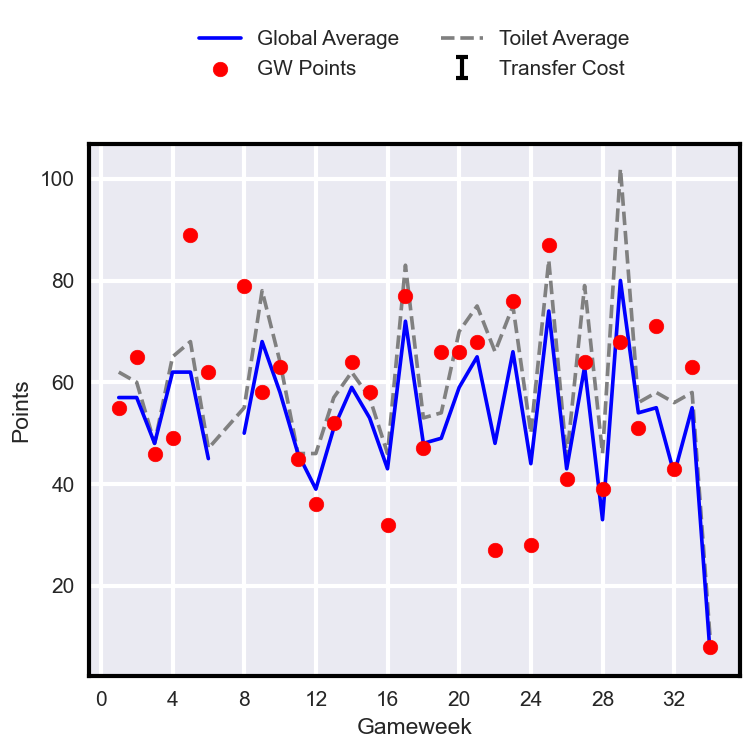 Global Average
GW Points
Toilet Average
Transfer Cost
Points
100
80
60
40
20
0 4 8 12 16 20 24 28 32
Gameweek